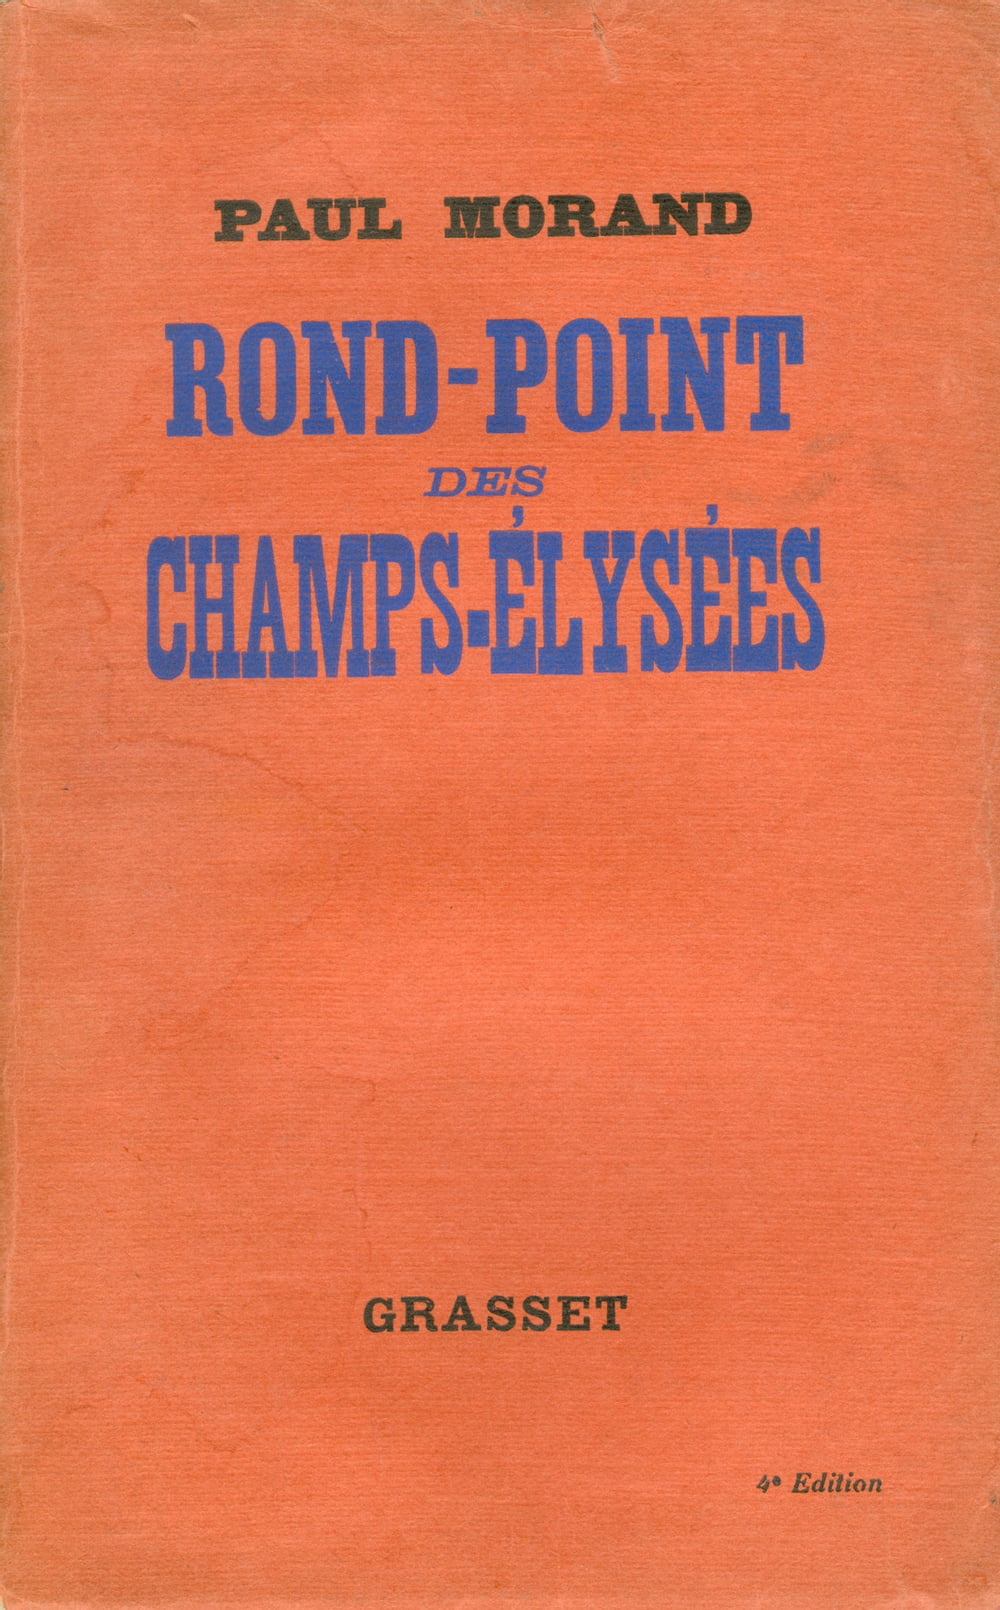 PAUL MORAND
ROND-POINT
DES
CHAMPS-ÉLYSÉES
GRASSET
4e Edition